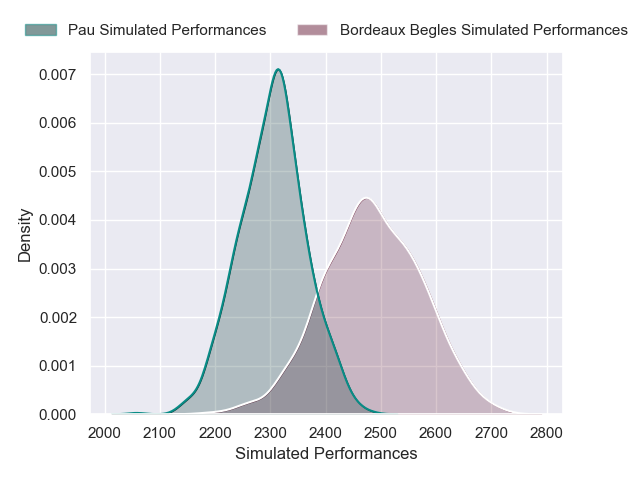 Pau Simulated Performances Bordeaux Begles Simulated Performances
0.007
0.006
0.005
0.004
0.003
0.002
0.001
0.000
Density
2000 2100 2200 2300 2400 2500 2600 2700 2800
Simulated Performances